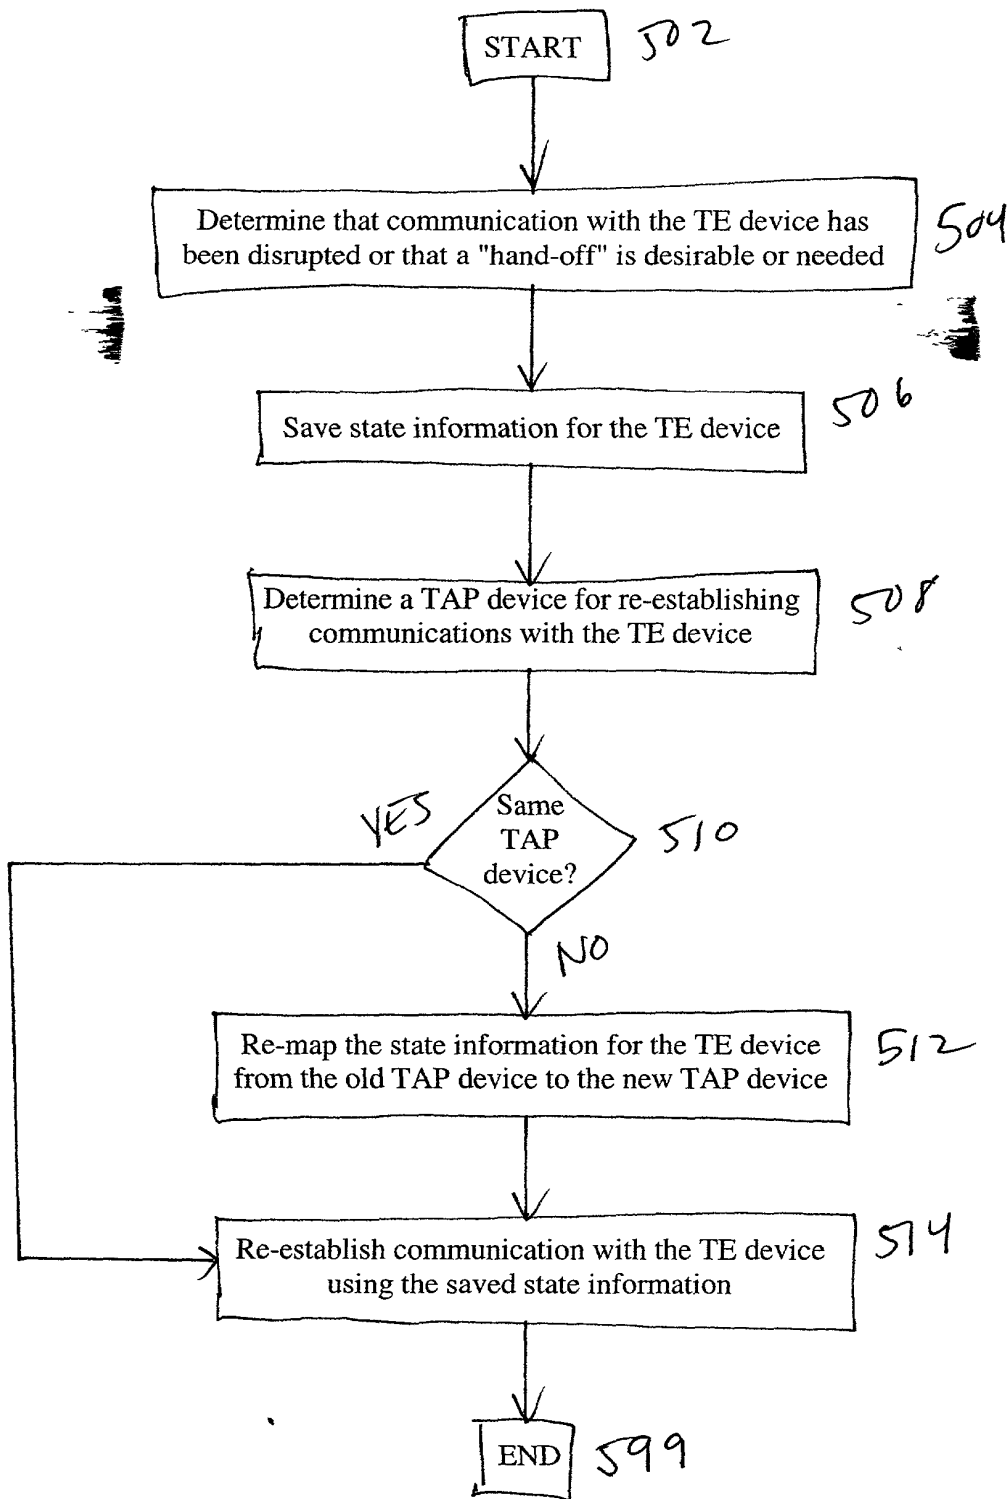 START 502
Determine that communication with the TE device has 504
been disrupted or that a "hand-off" is desirable or needed
506
Save state information for the TE device
Determine a TAP device for re-establishing 508
communications with the TE device
YES Same
TAP 510
device?
NO
Re-map the state information for the TE device 512
from the old TAP device to the new TAP device
Re-establish communication with the TE device 514
using the saved state information
END 599